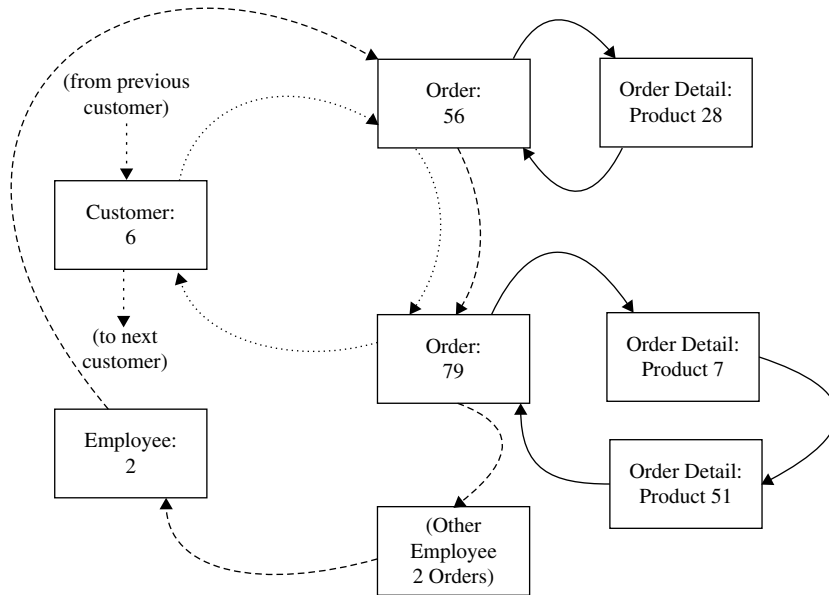 (from previous
customer)
Order:
56
Order Detail:
Product 28
Customer:
6
(to next
customer)
Order:
79
Order Detail:
Product 7
Employee:
2
Order Detail:
Product 51
(Other
Employee
2 Orders)